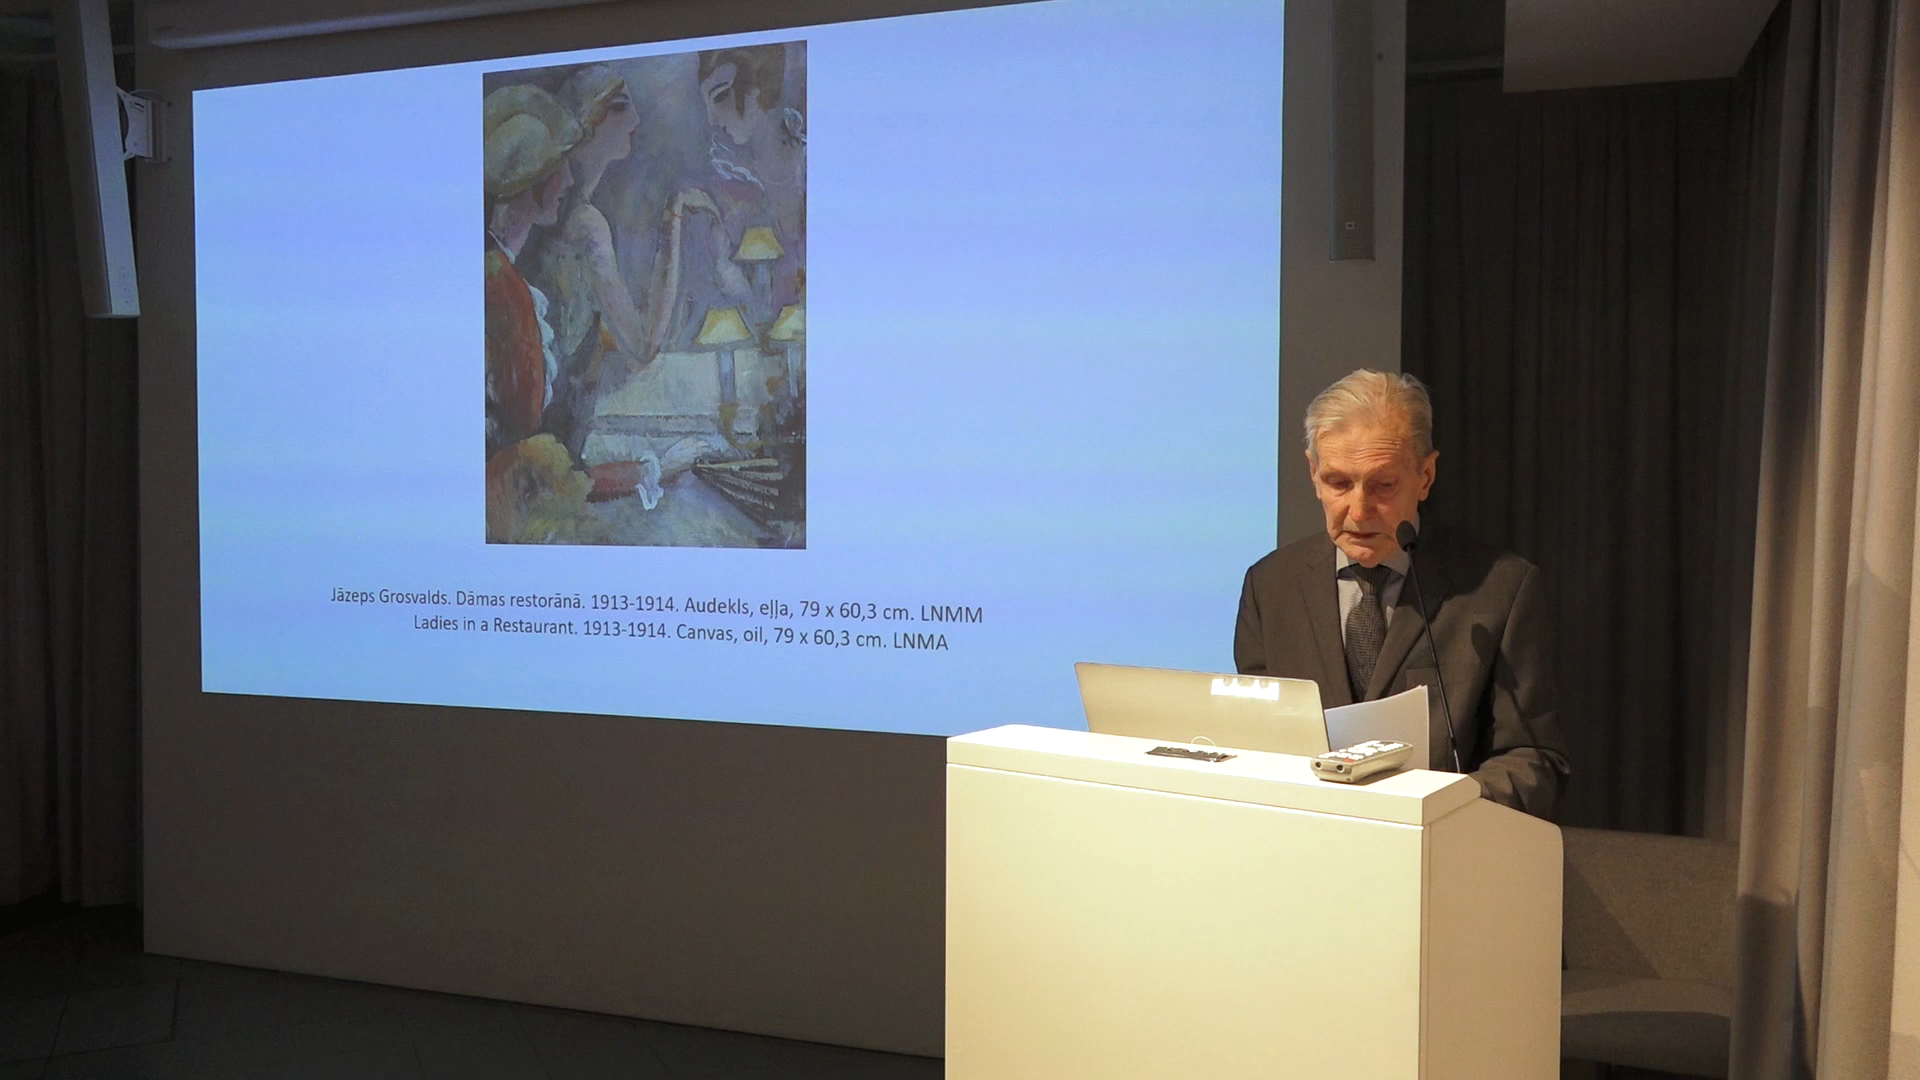 Jāzeps Grosvalds. Dāmas restorānā. 1913-1914. Audekls, eļļa, 79 x 60,3 cm. LNMM
Ladies in a Restaurant. 1913-1914. Canvas, oil, 79 x 60,3 cm. LNMA